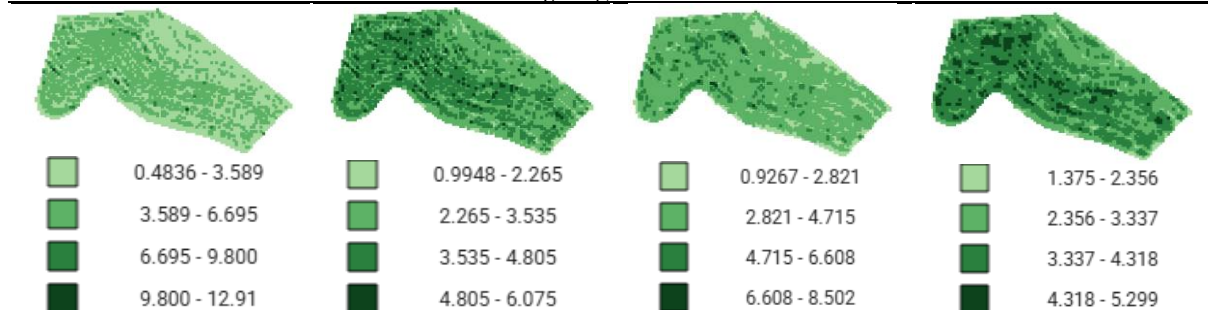 0.4836 - 3.589 0.9948 - 2.265 0.9267 - 2.821 1.375 - 2.356
3.589 - 6.695 2.265 - 3.535 2.821 - 4.715 2.356 - 3.337
6.695 - 9.800 3.535 - 4.805 4.715 - 6.608 3.337 - 4.318
9.800 - 12.91 4.805 - 6.075 6.608 - 8.502 4.318 - 5.299